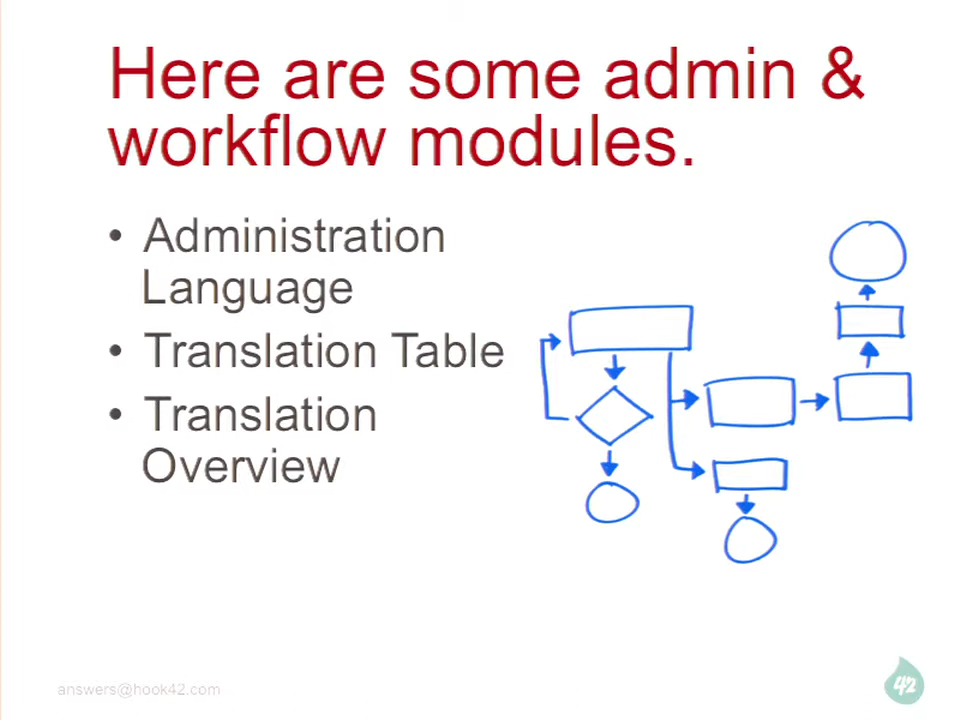 Here are some admin &
workflow modules.
• Administration
Language
• Translation Table
• Translation
Overview
answers@hook42.com
42